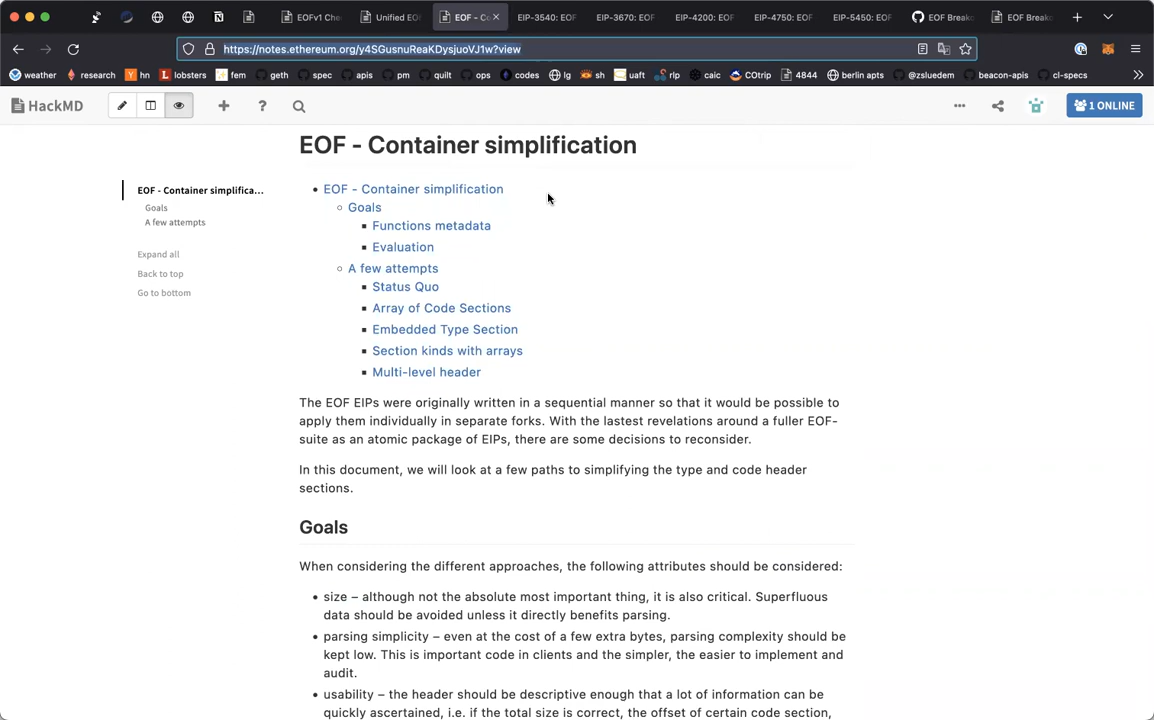 EOFv1 Che
Unified EO
EOF - Co
EIP-3540: EOF
EIP-3670: EOF
EIP-4200: EOF
EIP-4750: EOF
EIP-5450: EOF
EOF Break
EOF Break
https://notes.ethereum.org/y4SGusnuReaKDysjuoVJ1w?view
weather research hn lobsters fem geth spec apis pm quilt ops codes lg sh uaft rlp caic COtrip 4844 berlin apts @zsluedem beacon-apis cl-specs
HackMD
1 ONLINE
EOF - Container simplification
EOF - Container simplifica...
Goals
A few attempts
Expand all
Back to top
Go to bottom
• EOF - Container simplification
Goals
Functions metadata
Evaluation
A few attempts
Status Quo
Array of Code Sections
Embedded Type Section
Section kinds with arrays
Multi-level header
The EOF EIPs were originally written in a sequential manner so that it would be possible to
apply them individually in separate forks. With the lastest revelations around a fuller EOF-
suite as an atomic package of EIPs, there are some decisions to reconsider.
In this document, we will look at a few paths to simplifying the type and code header
sections.
Goals
When considering the different approaches, the following attributes should be considered:
• size – although not the absolute most important thing, it is also critical. Superfluous
data should be avoided unless it directly benefits parsing.
• parsing simplicity – even at the cost of a few extra bytes, parsing complexity should be
kept low. This is important code in clients and the simpler, the easier to implement and
audit.
• usability – the header should be descriptive enough that a lot of information can be
quickly ascertained, i.e. if the total size is correct, the offset of certain code section,